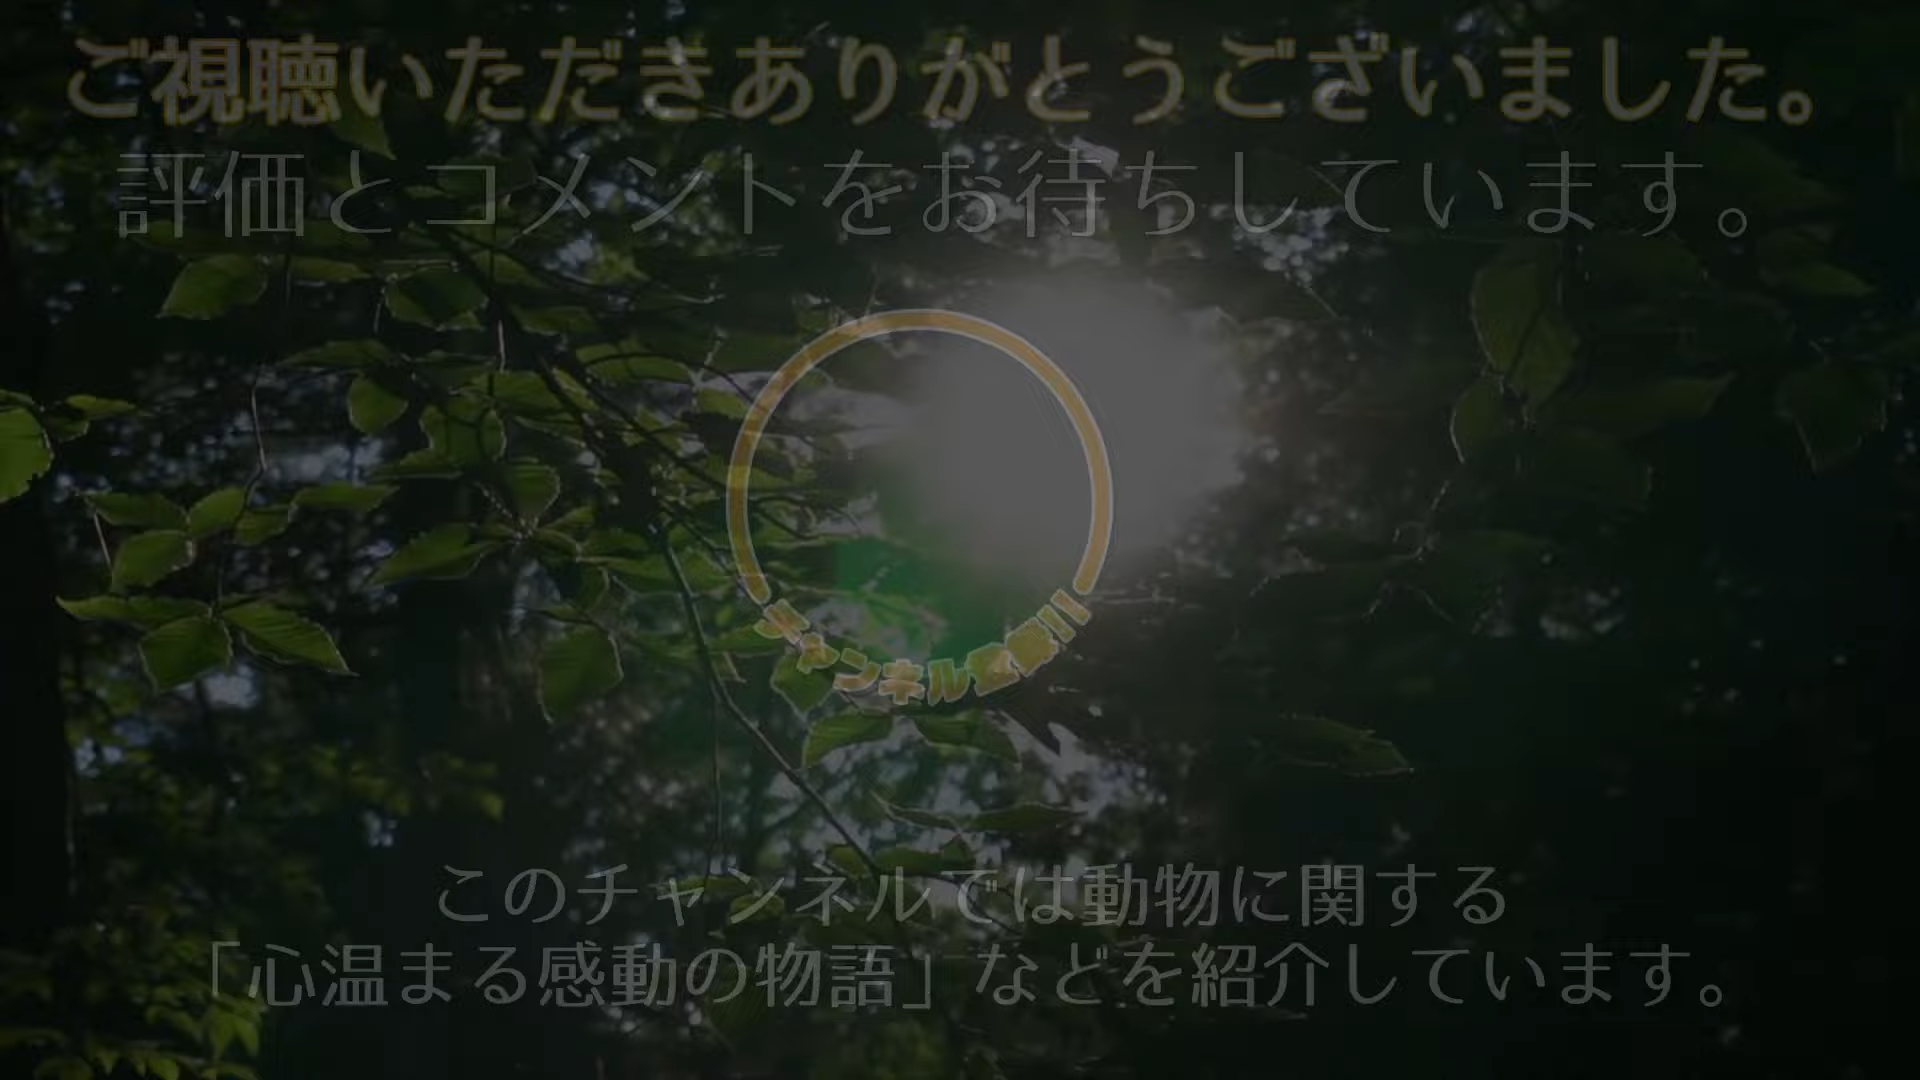 ご視聴いただきありがとうございました。
評価とコメントをお待ちしています。
チャンネル登録!!
このチャンネルでは動物に関する
「心温まる感動の物語」などを紹介しています。